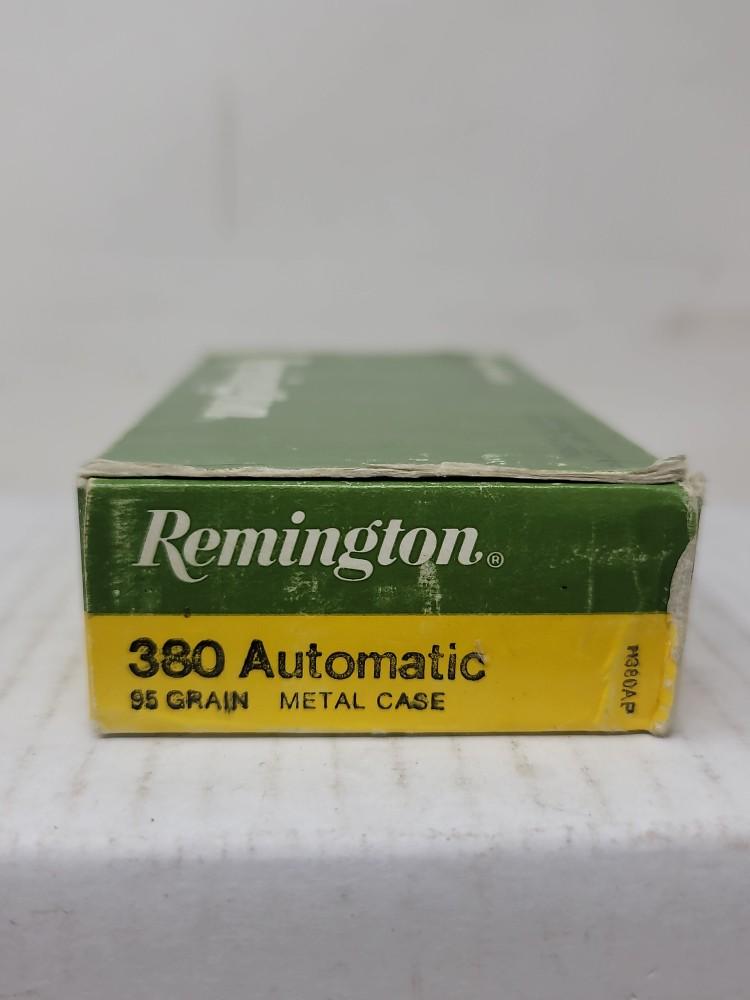 Remington®
380 Automatic
95 GRAIN METAL CASE
R380AP